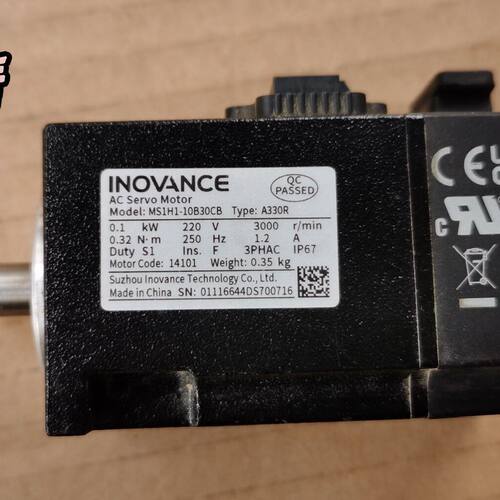 INOVANCE
QC
PASSED
AC Servo Motor
Model: MS1H1-10B30CB Type: A330R
0.1 kW 220 V 3000 r/min
0.32 N·m 250 Hz 1.2 A
Duty S1 Ins. F 3PHAC IP67
Motor Code: 14101 Weight: 0.35 kg
Suzhou Inovance Technology Co., Ltd.
Made in China SN: 01116644DS700716
CE
c RU